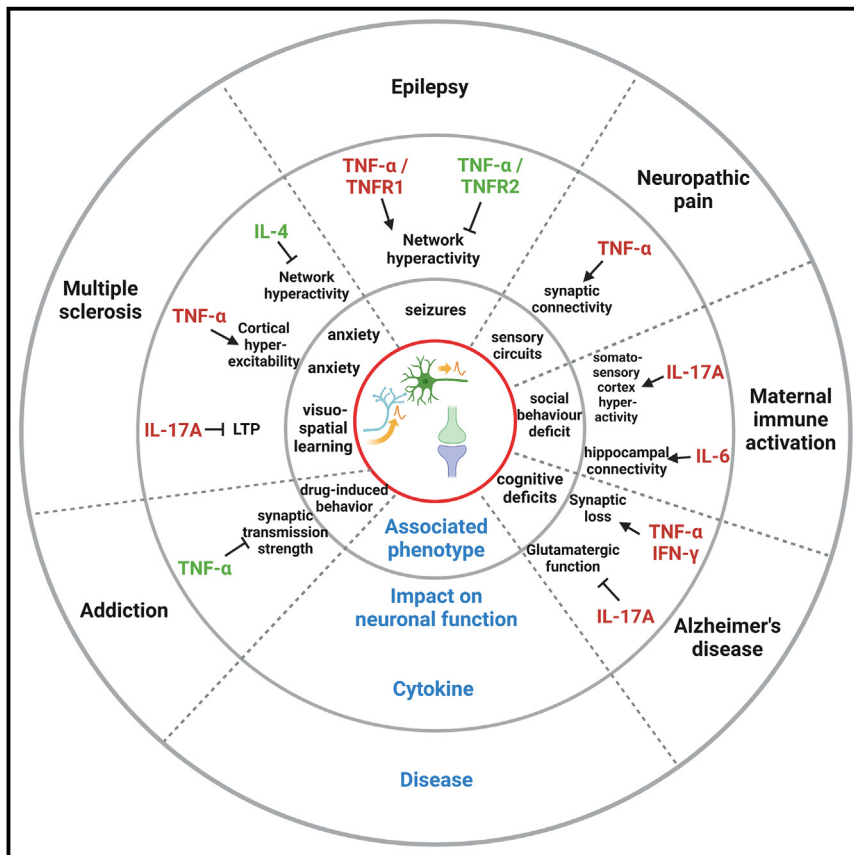 Epilepsy
TNF-α /
TNFR1
TNF-α /
TNFR2
Network
hyperactivity
seizures
Neuropathic
pain
TNF-α
synaptic
connectivity
sensory
circuits
Maternal
immune
activation
IL-17A
somato-
sensory
cortex
hyper-
activity
IL-6
hippocampal
connectivity
social
behaviour
deficit
Alzheimer's
disease
TNF-α
IFN-γ
Synaptic
loss
IL-17A
Glutamatergic
function
cognitive
deficits
Associated
phenotype
Impact on
neuronal function
Cytokine
Disease
Addiction
TNF-α
synaptic
transmission
strength
drug-induced
behavior
Multiple
sclerosis
IL-4
Network
hyperactivity
anxiety
TNF-α
Cortical
hyper-
excitability
anxiety
IL-17A
LTP
visuo-
spatial
learning